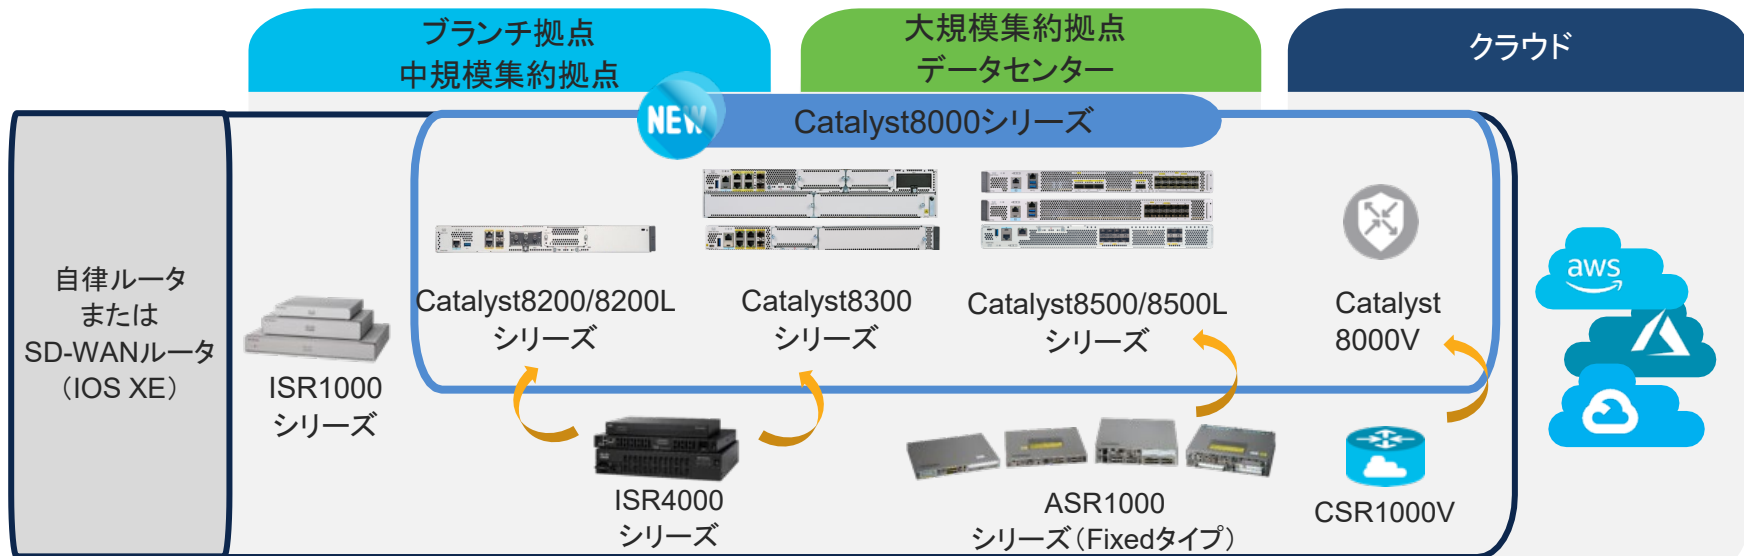 ブランチ拠点
中規模集約拠点
大規模集約拠点
データセンター
クラウド
NEW
Catalyst8000シリーズ
自律ルータ
または
SD-WANルータ
（IOS XE）
ISR1000
シリーズ
Catalyst8200/8200L
シリーズ
Catalyst8300
シリーズ
Catalyst8500/8500L
シリーズ
Catalyst
8000V
aws
ISR4000
シリーズ
ASR1000
シリーズ（Fixedタイプ）
CSR1000V